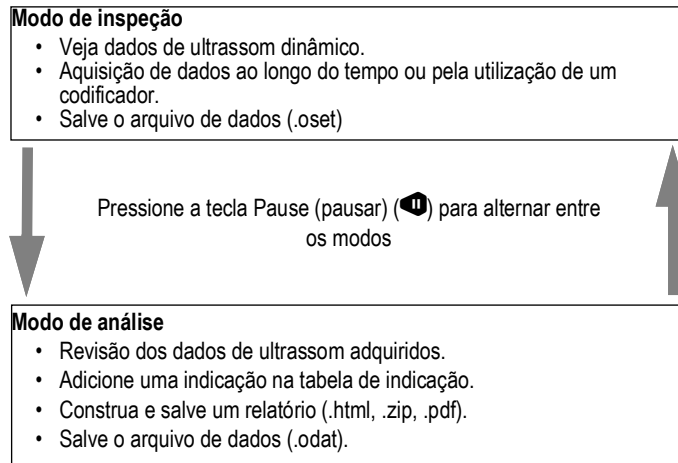 Modo de inspeção
• Veja dados de ultrassom dinâmico.
• Aquisição de dados ao longo do tempo ou pela utilização de um
codificador.
• Salve o arquivo de dados (.oset)
Pressione a tecla Pause (pausar) ( ) para alternar entre
os modos
Modo de análise
• Revisão dos dados de ultrassom adquiridos.
• Adicione uma indicação na tabela de indicação.
• Construa e salve um relatório (.html, .zip, .pdf).
• Salve o arquivo de dados (.odat).